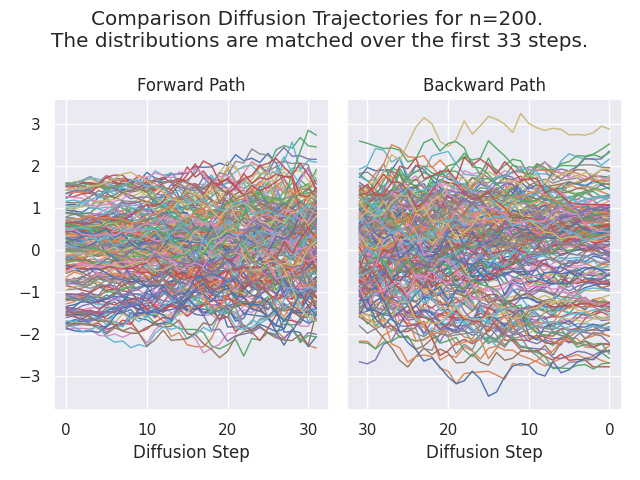 Comparison Diffusion Trajectories for n=200.
The distributions are matched over the first 33 steps.
Forward Path
Backward Path
3
2
1
0
−1
−2
−3
0 10 20 30
30 20 10 0
Diffusion Step
Diffusion Step